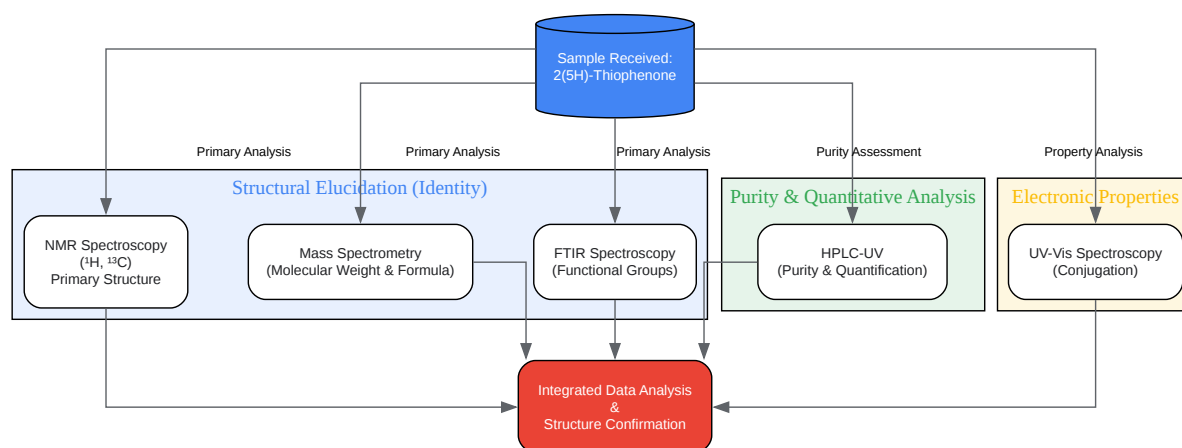 Sample Received:
2(5H)-Thiophenone
Primary Analysis
Primary Analysis
Primary Analysis
Purity Assessment
Property Analysis
Structural Elucidation (Identity)
Purity & Quantitative Analysis
Electronic Properties
NMR Spectroscopy
(¹H, ¹³C)
Primary Structure
Mass Spectrometry
(Molecular Weight & Formula)
FTIR Spectroscopy
(Functional Groups)
HPLC-UV
(Purity & Quantification)
UV-Vis Spectroscopy
(Conjugation)
Integrated Data Analysis
&
Structure Confirmation